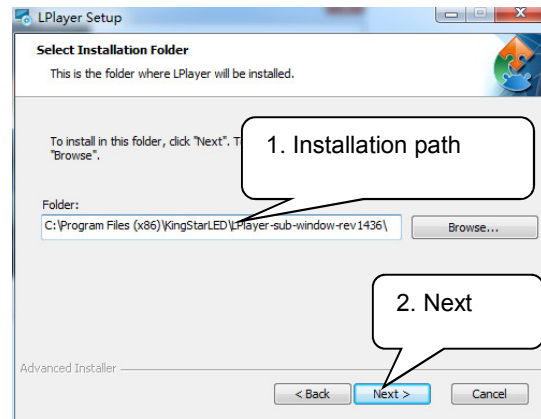 LPlayer Setup
Select Installation Folder
This is the folder where LPlayer will be installed.
To install in this folder, click "Next". T
"Browse".
1. Installation path
Folder:
C:\Program Files (x86)\KingStarLED\LPlayer-sub-window-rev1436\
Browse...
2. Next
Advanced Installer
< Back
Next >
Cancel